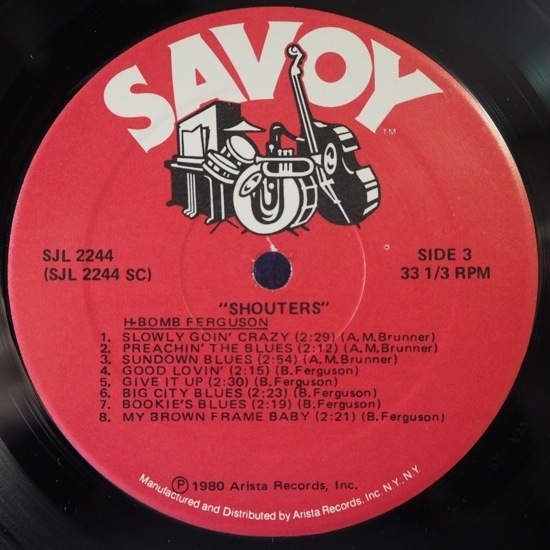 SAVOY
TM
SJL 2244
(SJL 2244 SC)
SIDE 3
33 1/3 RPM
"SHOUTERS"
H-BOMB FERGUSON
1. SLOWLY GOIN' CRAZY (2:29) (A.M.Brunner)
2. PREACHIN' THE BLUES (2:12) (A.M.Brunner)
3. SUNDOWN BLUES (2:54) (A.M.Brunner)
4. GOOD LOVIN' (2:15) (B.Ferguson)
5. GIVE IT UP (2:30) (B.Ferguson)
6. BIG CITY BLUES (2:23) (B.Ferguson)
7. BOOKIE'S BLUES (2:19) (B.Ferguson)
8. MY BROWN FRAME BABY (2:21) (B.Ferguson)
Ⓟ 1980 Arista Records, Inc.
Manufactured and Distributed by Arista Records, Inc. N.Y., N.Y.